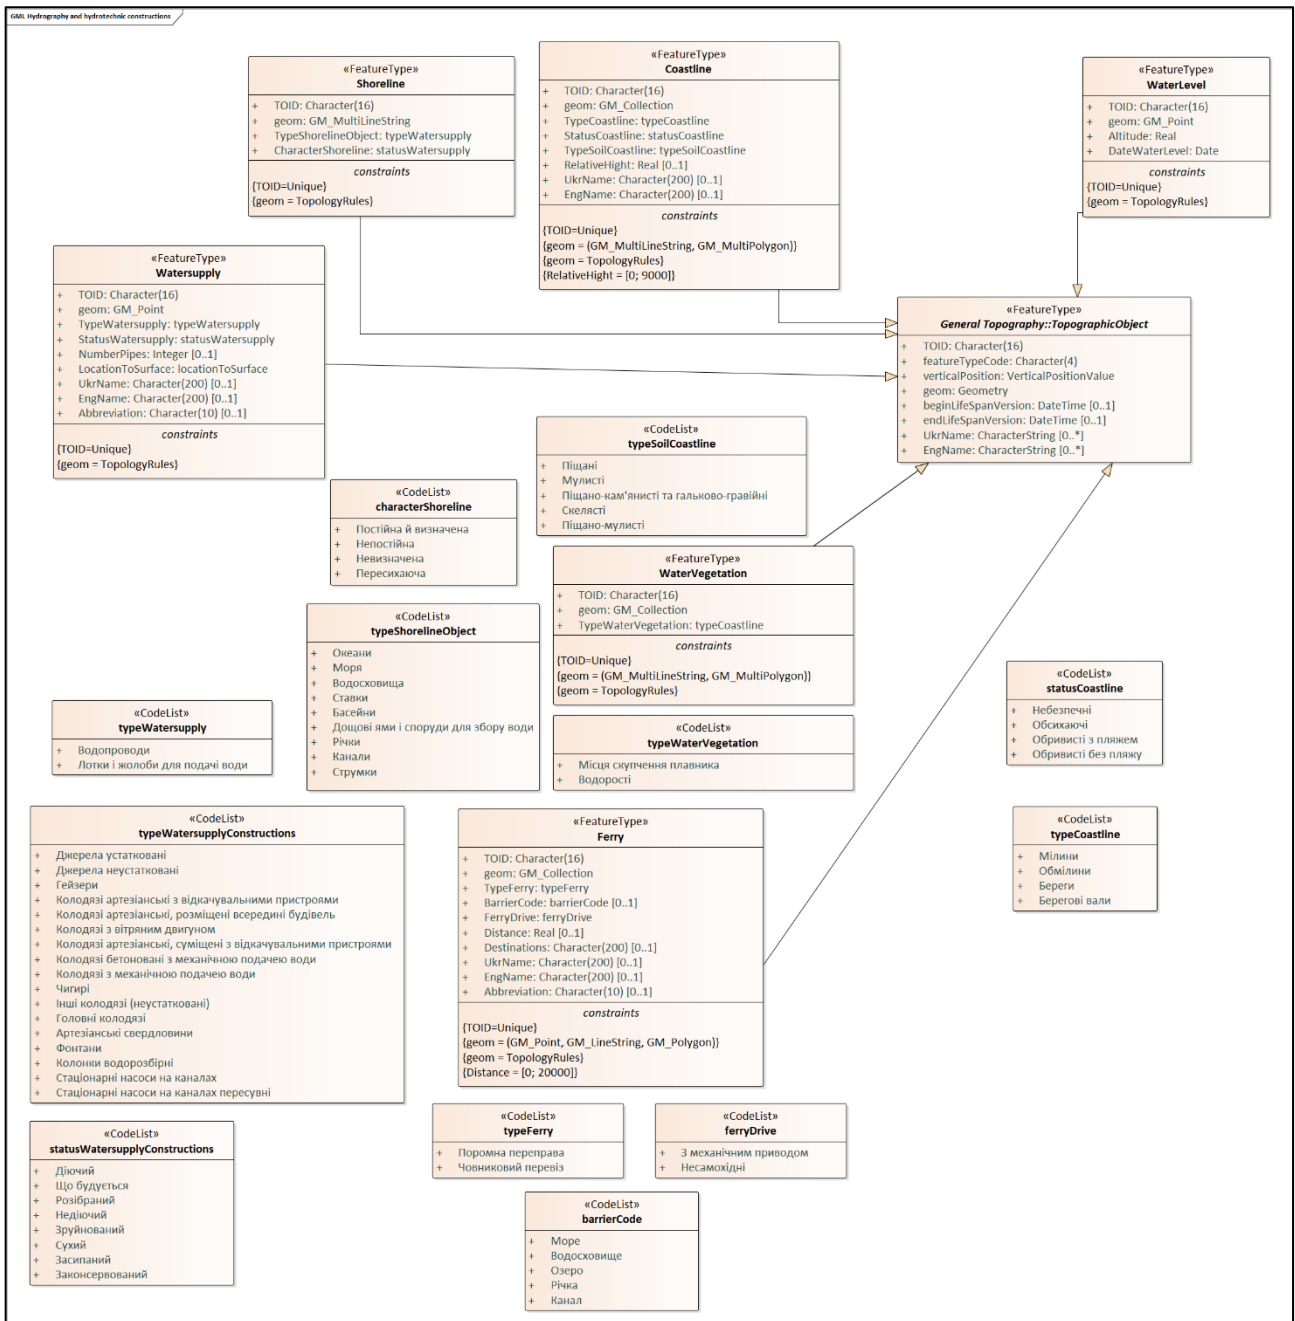 GML Hydrography and hydrotechnic constructions
«FeatureType»
Shoreline
+ TOID: Character(16)
+ geom: GM_MultiLineString
+ TypeShorelineObject: typeWatersupply
+ CharacterShoreline: statusWatersupply
constraints
{TOID=Unique}
{geom = TopologyRules}
«FeatureType»
Coastline
+ TOID: Character(16)
+ geom: GM_Collection
+ TypeCoastline: typeCoastline
+ StatusCoastline: statusCoastline
+ TypeSoilCoastline: typeSoilCoastline
+ RelativeHight: Real [0..1]
+ UkrName: Character(200) [0..1]
+ EngName: Character(200) [0..1]
constraints
{TOID=Unique}
{geom = (GM_MultiLineString, GM_MultiPolygon)}
{geom = TopologyRules}
{RelativeHight = [0; 9000]}
«FeatureType»
WaterLevel
+ TOID: Character(16)
+ geom: GM_Point
+ Altitude: Real
+ DateWaterLevel: Date
constraints
{TOID=Unique}
{geom = TopologyRules}
«FeatureType»
Watersupply
+ TOID: Character(16)
+ geom: GM_Point
+ TypeWatersupply: typeWatersupply
+ StatusWatersupply: statusWatersupply
+ NumberPipes: Integer [0..1]
+ LocationToSurface: locationToSurface
+ UkrName: Character(200) [0..1]
+ EngName: Character(200) [0..1]
+ Abbreviation: Character(10) [0..1]
constraints
{TOID=Unique}
{geom = TopologyRules}
«FeatureType»
General Topography::TopographicObject
+ TOID: Character(16)
+ featureTypeCode: Character(4)
+ verticalPosition: VerticalPositionValue
+ geom: Geometry
+ beginLifeSpanVersion: DateTime [0..1]
+ endLifeSpanVersion: DateTime [0..1]
+ UkrName: CharacterString [0..*]
+ EngName: CharacterString [0..*]
«CodeList»
typeSoilCoastline
+ Піщані
+ Мулисті
+ Піщано-кам'янисті та гальково-гравійні
+ Скелясті
+ Піщано-мулисті
«CodeList»
characterShoreline
+ Постійна й визначена
+ Непостійна
+ Невизначена
+ Пересихаюча
«FeatureType»
WaterVegetation
+ TOID: Character(16)
+ geom: GM_Collection
+ TypeWaterVegetation: typeCoastline
constraints
{TOID=Unique}
{geom = (GM_MultiLineString, GM_MultiPolygon)}
{geom = TopologyRules}
«CodeList»
typeShorelineObject
+ Океани
+ Моря
+ Водосховища
+ Ставки
+ Басейни
+ Дощові ями і споруди для збору води
+ Річки
+ Канали
+ Струмки
«CodeList»
statusCoastline
+ Небезпечні
+ Обсихаючі
+ Обривисті з пляжем
+ Обривисті без пляжу
«CodeList»
typeWatersupply
+ Водопроводи
+ Лотки і жолоби для подачі води
«CodeList»
typeWaterVegetation
+ Місця скупчення плавника
+ Водорості
«CodeList»
typeWatersupplyConstructions
+ Джерела устатковані
+ Джерела неустатковані
+ Гейзери
+ Колодязі артезіанські з відкачувальними пристроями
+ Колодязі артезіанські, розміщені всередині будівель
+ Колодязі з вітряним двигуном
+ Колодязі артезіанські, суміщені з відкачувальними пристроями
+ Колодязі бетоновані з механічною подачею води
+ Колодязі з механічною подачею води
+ Чигирі
+ Інші колодязі (неустатковані)
+ Головні колодязі
+ Артезіанські свердловини
+ Фонтани
+ Колонки водорозбірні
+ Стаціонарні насоси на каналах
+ Стаціонарні насоси на каналах пересувні
«FeatureType»
Ferry
+ TOID: Character(16)
+ geom: GM_Collection
+ TypeFerry: typeFerry
+ BarrierCode: barrierCode [0..1]
+ FerryDrive: ferryDrive
+ Distance: Real [0..1]
+ Destinations: Character(200) [0..1]
+ UkrName: Character(200) [0..1]
+ EngName: Character(200) [0..1]
+ Abbreviation: Character(10) [0..1]
constraints
{TOID=Unique}
{geom = (GM_Point, GM_LineString, GM_Polygon)}
{geom = TopologyRules}
{Distance = [0; 20000]}
«CodeList»
typeCoastline
+ Мілини
+ Обмілини
+ Береги
+ Берегові вали
«CodeList»
statusWatersupplyConstructions
+ Діючий
+ Що будується
+ Розібраний
+ Недіючий
+ Зруйнований
+ Сухий
+ Засипаний
+ Законсервований
«CodeList»
typeFerry
+ Поромна переправа
+ Човниковий перевіз
«CodeList»
ferryDrive
+ З механічним приводом
+ Несамохідні
«CodeList»
barrierCode
+ Море
+ Водосховище
+ Озеро
+ Річка
+ Канал